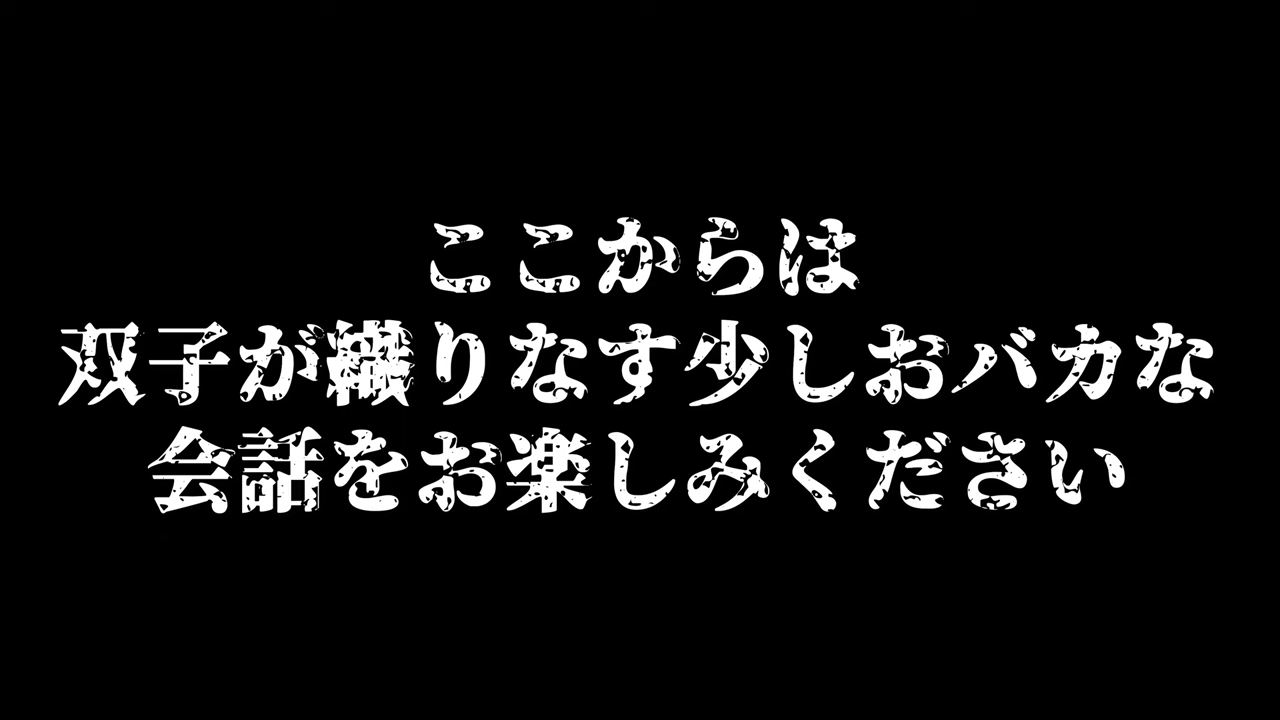 ここからは
双子が織りなす少しおバカな
会話をお楽しみください